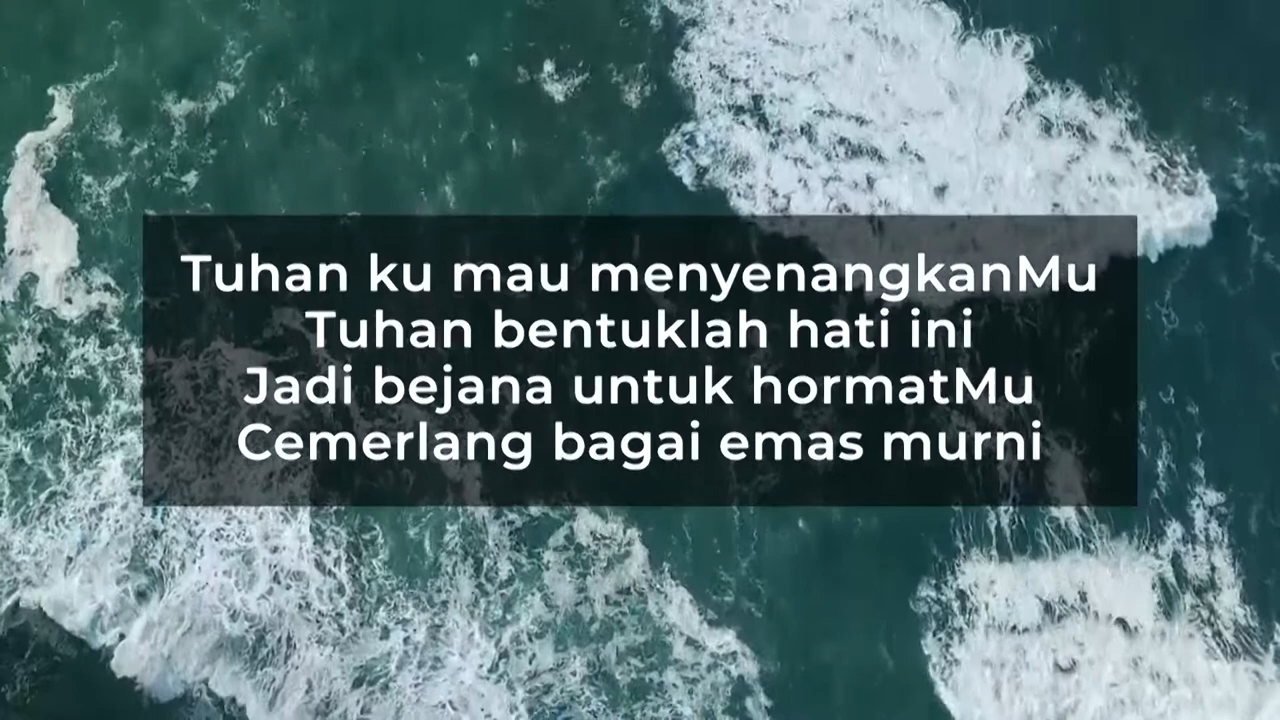 Tuhan ku mau menyenangkanMu
Tuhan bentuklah hati ini
Jadi bejana untuk hormatMu
Cemerlang bagai emas murni